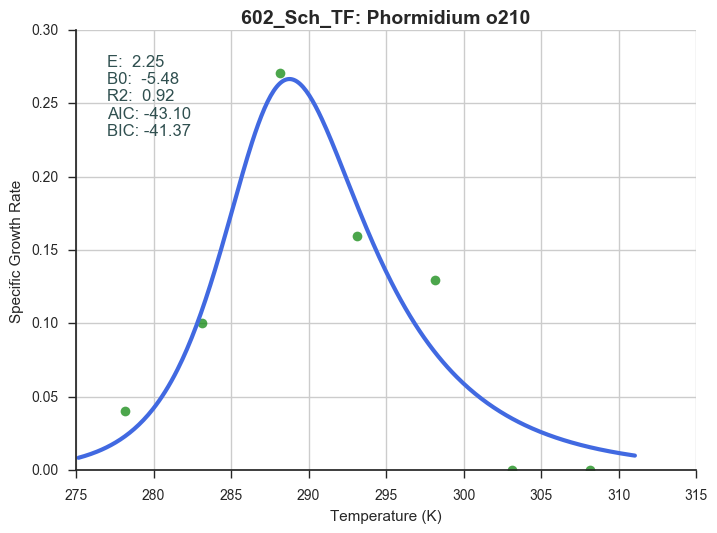 602_Sch_TF: Phormidium o210
E: 2.25
B0: -5.48
R2: 0.92
AIC: -43.10
BIC: -41.37
Specific Growth Rate
0.30
0.25
0.20
0.15
0.10
0.05
0.00
275 280 285 290 295 300 305 310 315
Temperature (K)